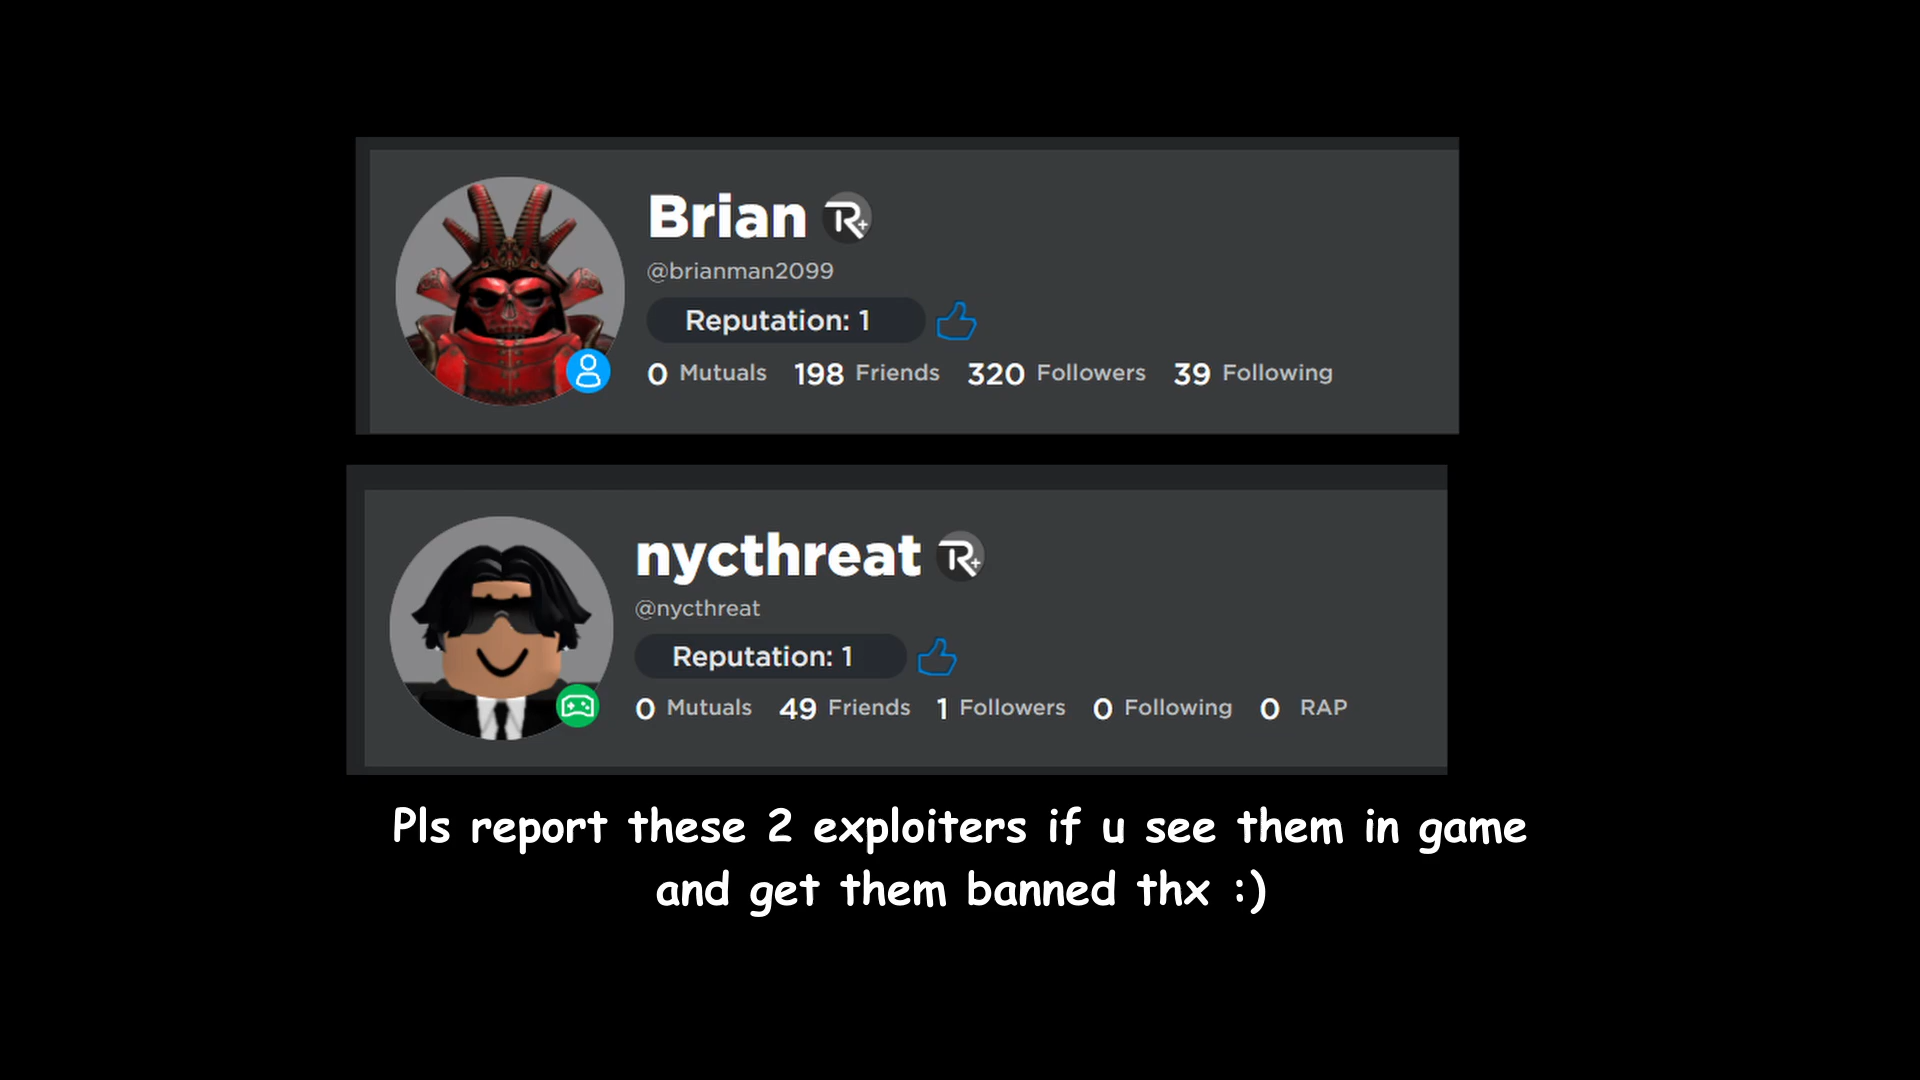 Brian R+
@brianman2099
Reputation: 1
0 Mutuals 198 Friends 320 Followers 39 Following
nycthreat R+
@nycthreat
Reputation: 1
0 Mutuals 49 Friends 1 Followers 0 Following 0 RAP
Pls report these 2 exploiters if u see them in game
and get them banned thx :)